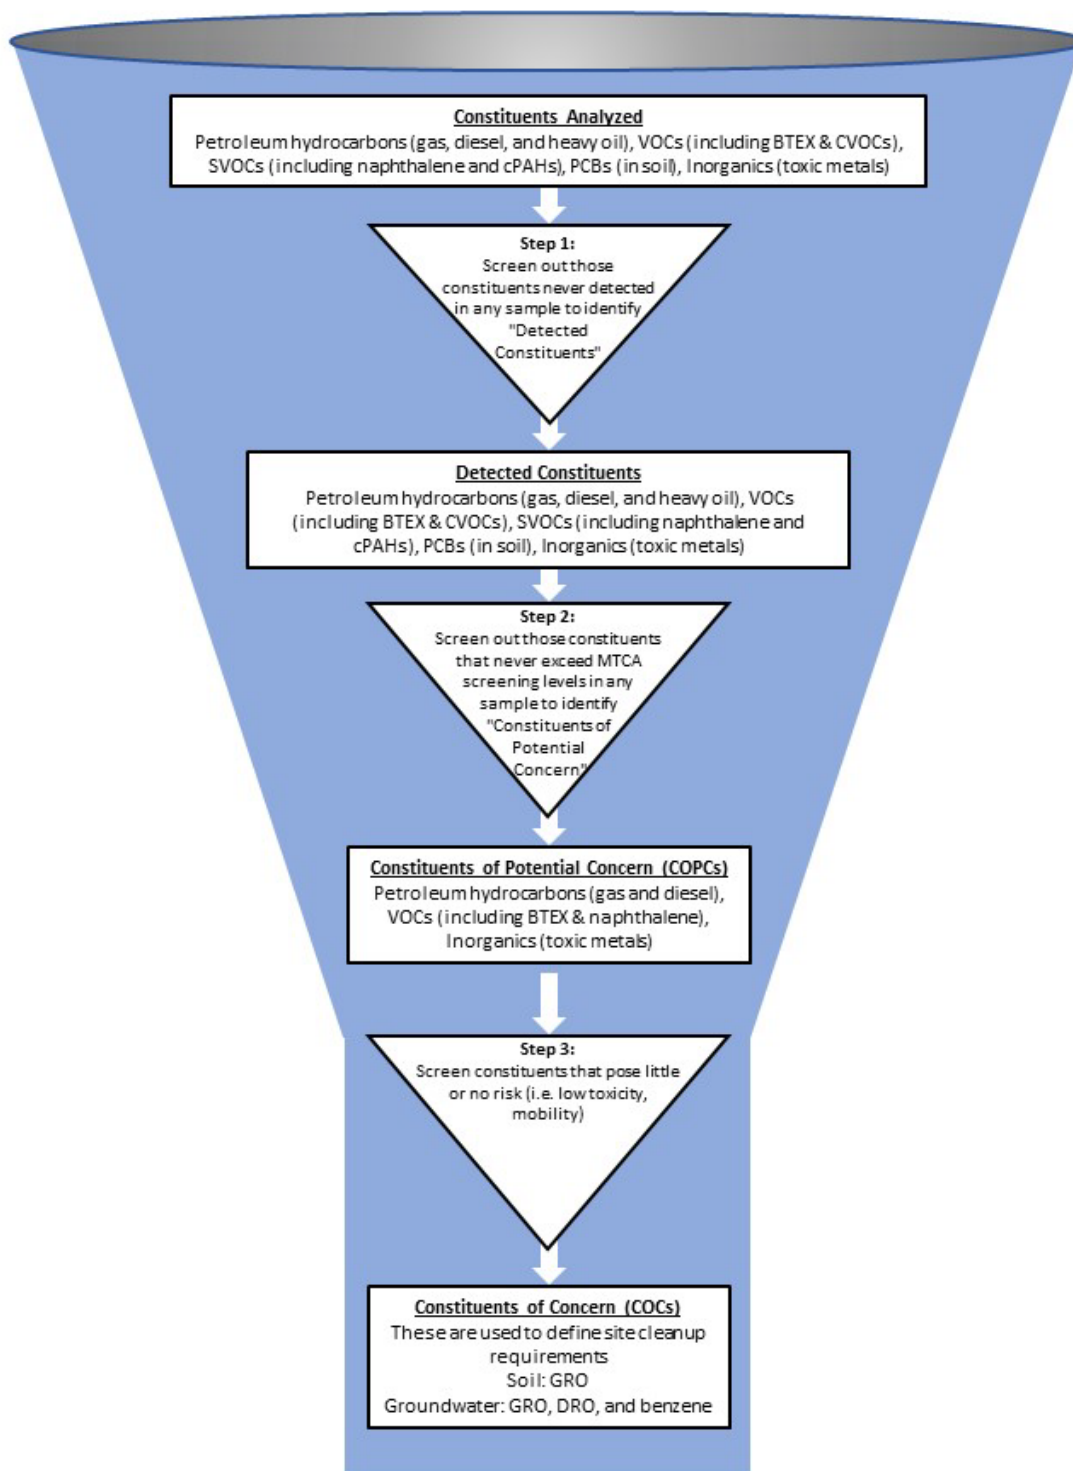 Constituents Analyzed
Petroleum hydrocarbons (gas, diesel, and heavy oil), VOCs (including BTEX & CVOCs),
SVOCs (including naphthalene and cPAHs), PCBs (in soil), Inorganics (toxic metals)
Step 1:
Screen out those
constituents never detected
in any sample to identify
"Detected
Constituents"
Detected Constituents
Petroleum hydrocarbons (gas, diesel, and heavy oil), VOCs
(including BTEX & CVOCs), SVOCs (including naphthalene and
cPAHs), PCBs (in soil), Inorganics (toxic metals)
Step 2:
Screen out those constituents
that never exceed MTCA
screening levels in any
sample to identify
"Constituents of
Potential
Concern"
Constituents of Potential Concern (COPCs)
Petroleum hydrocarbons (gas and diesel),
VOCs (including BTEX & naphthalene),
Inorganics (toxic metals)
Step 3:
Screen constituents that pose little
or no risk (i.e. low toxicity,
mobility)
Constituents of Concern (COCs)
These are used to define site cleanup
requirements
Soil: GRO
Groundwater: GRO, DRO, and benzene